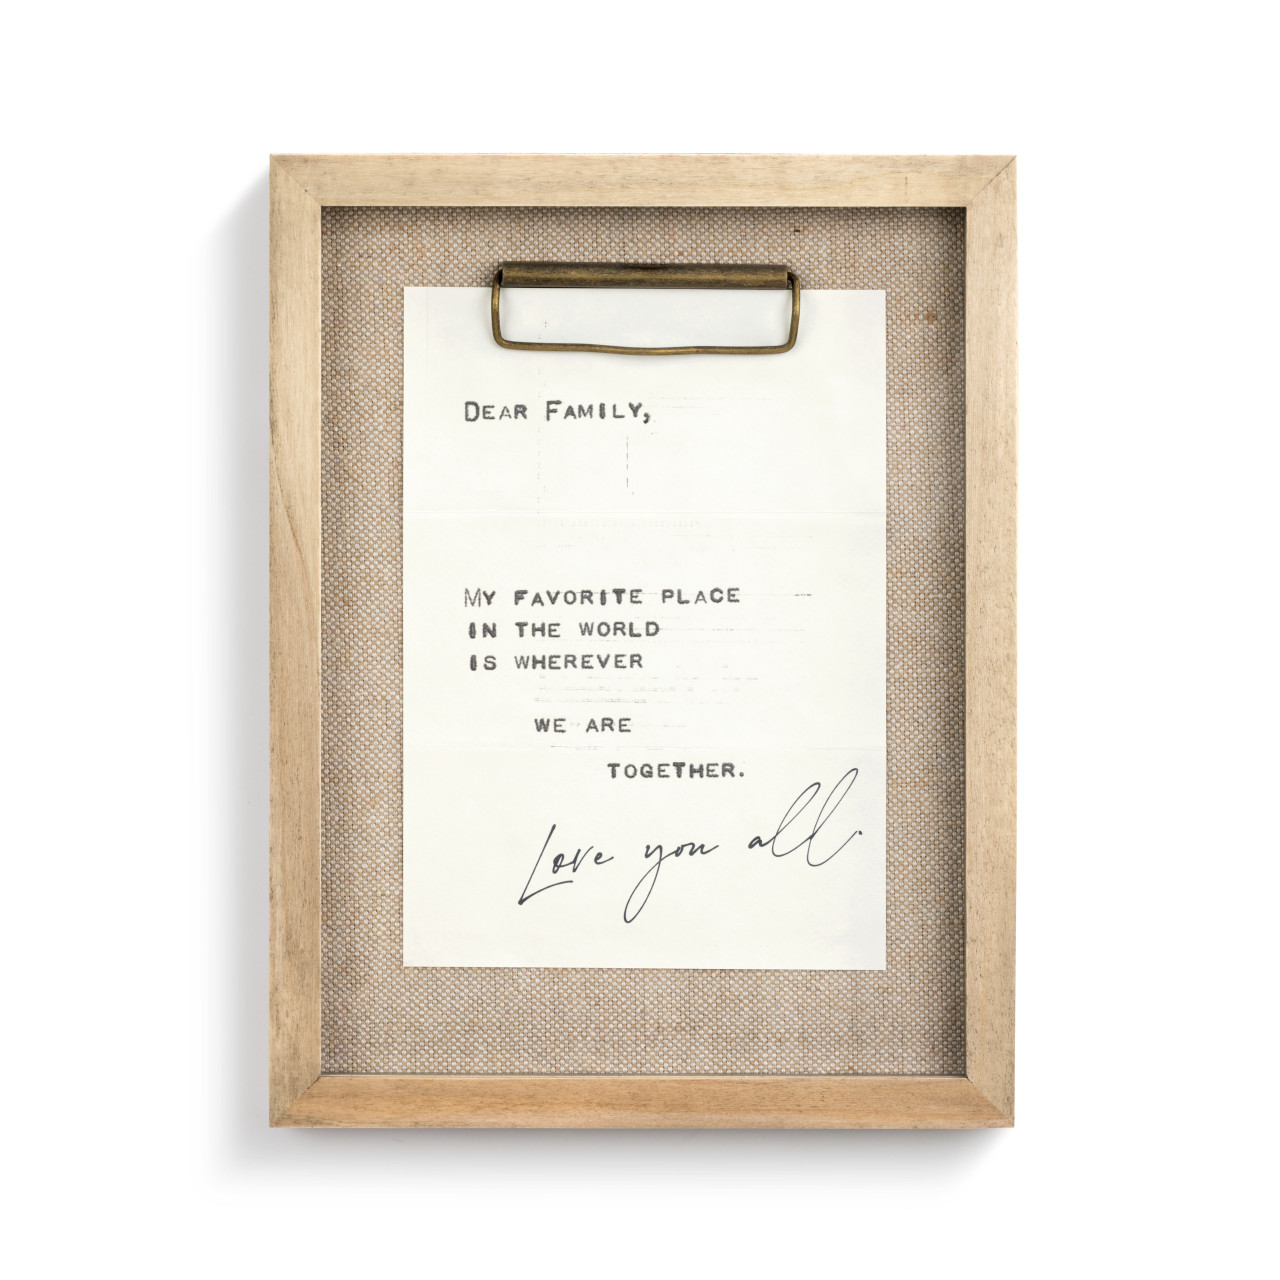 Dear Family,
My favorite place
in the world
is wherever
we are
together.
Love you all.